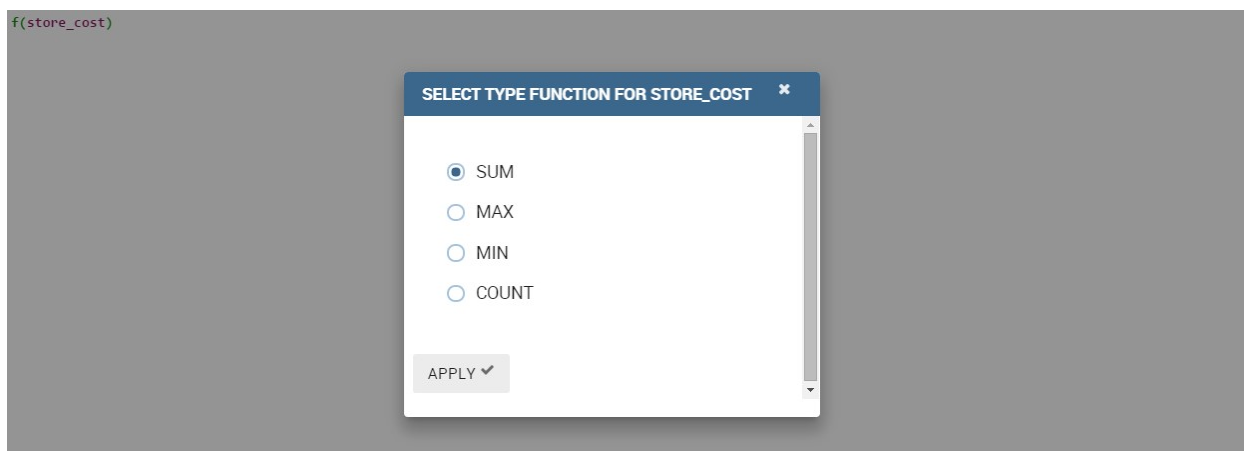 f(store_cost)
SELECT TYPE FUNCTION FOR STORE_COST
SUM
MAX
MIN
COUNT
APPLY